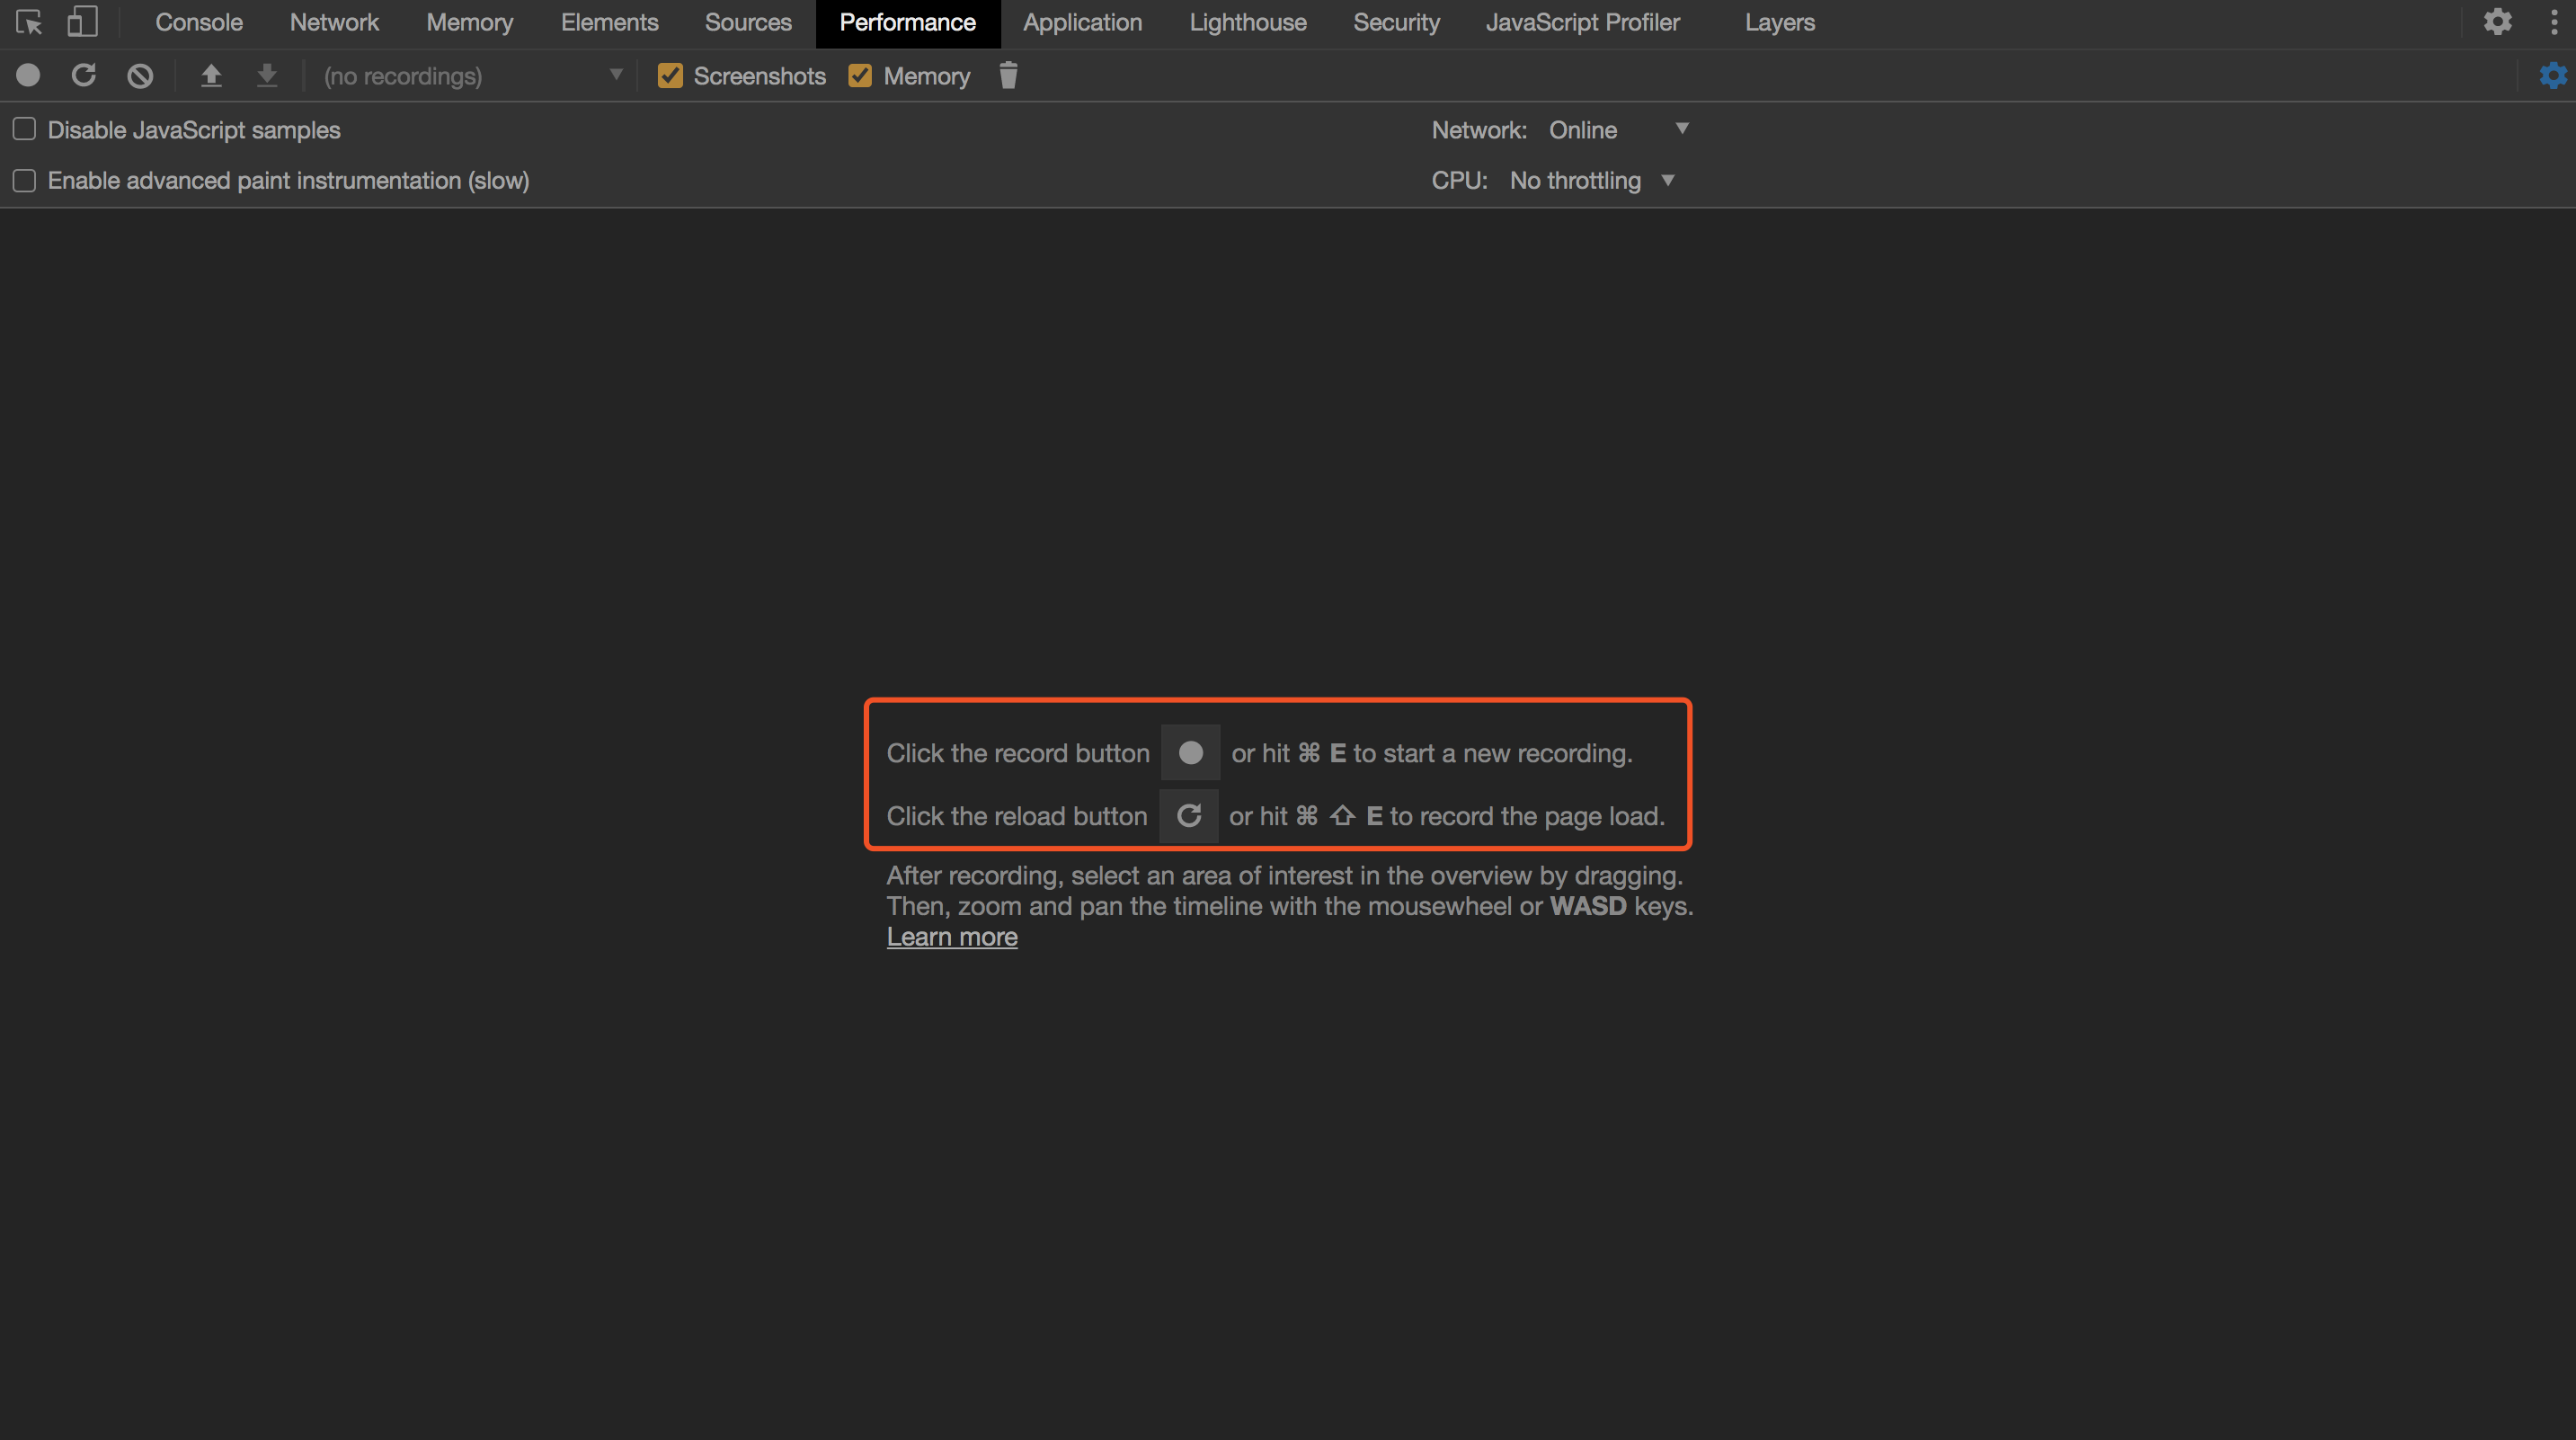 Console Network Memory Elements Sources Performance Application Lighthouse Security JavaScript Profiler Layers
(no recordings) Screenshots Memory
Disable JavaScript samples Network: Online
Enable advanced paint instrumentation (slow) CPU: No throttling
Click the record button or hit ⌘ E to start a new recording.
Click the reload button or hit ⌘ ⇧ E to record the page load.
After recording, select an area of interest in the overview by dragging.
Then, zoom and pan the timeline with the mousewheel or WASD keys.
Learn more